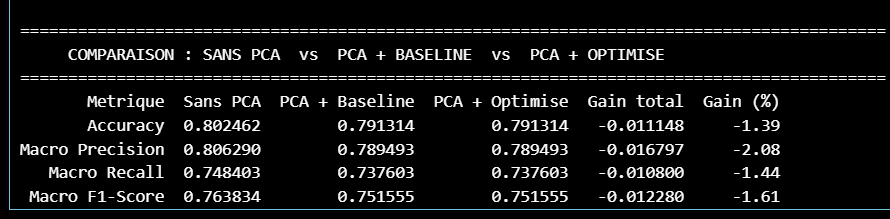 ==========================================================================================
COMPARAISON : SANS PCA  vs  PCA + BASELINE  vs  PCA + OPTIMISE
==========================================================================================
Metrique  Sans PCA  PCA + Baseline  PCA + Optimise  Gain total  Gain (%)
Accuracy  0.802462  0.791314  0.791314  -0.011148  -1.39
Macro Precision  0.806290  0.789493  0.789493  -0.016797  -2.08
Macro Recall  0.748403  0.737603  0.737603  -0.010800  -1.44
Macro F1-Score  0.763834  0.751555  0.751555  -0.012280  -1.61